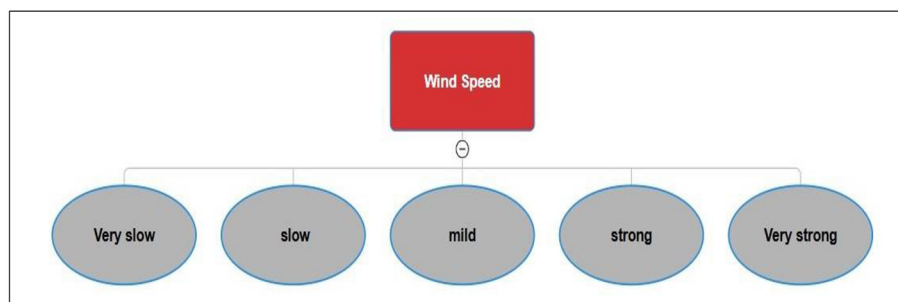 Wind Speed
Very slow
slow
mild
strong
Very strong